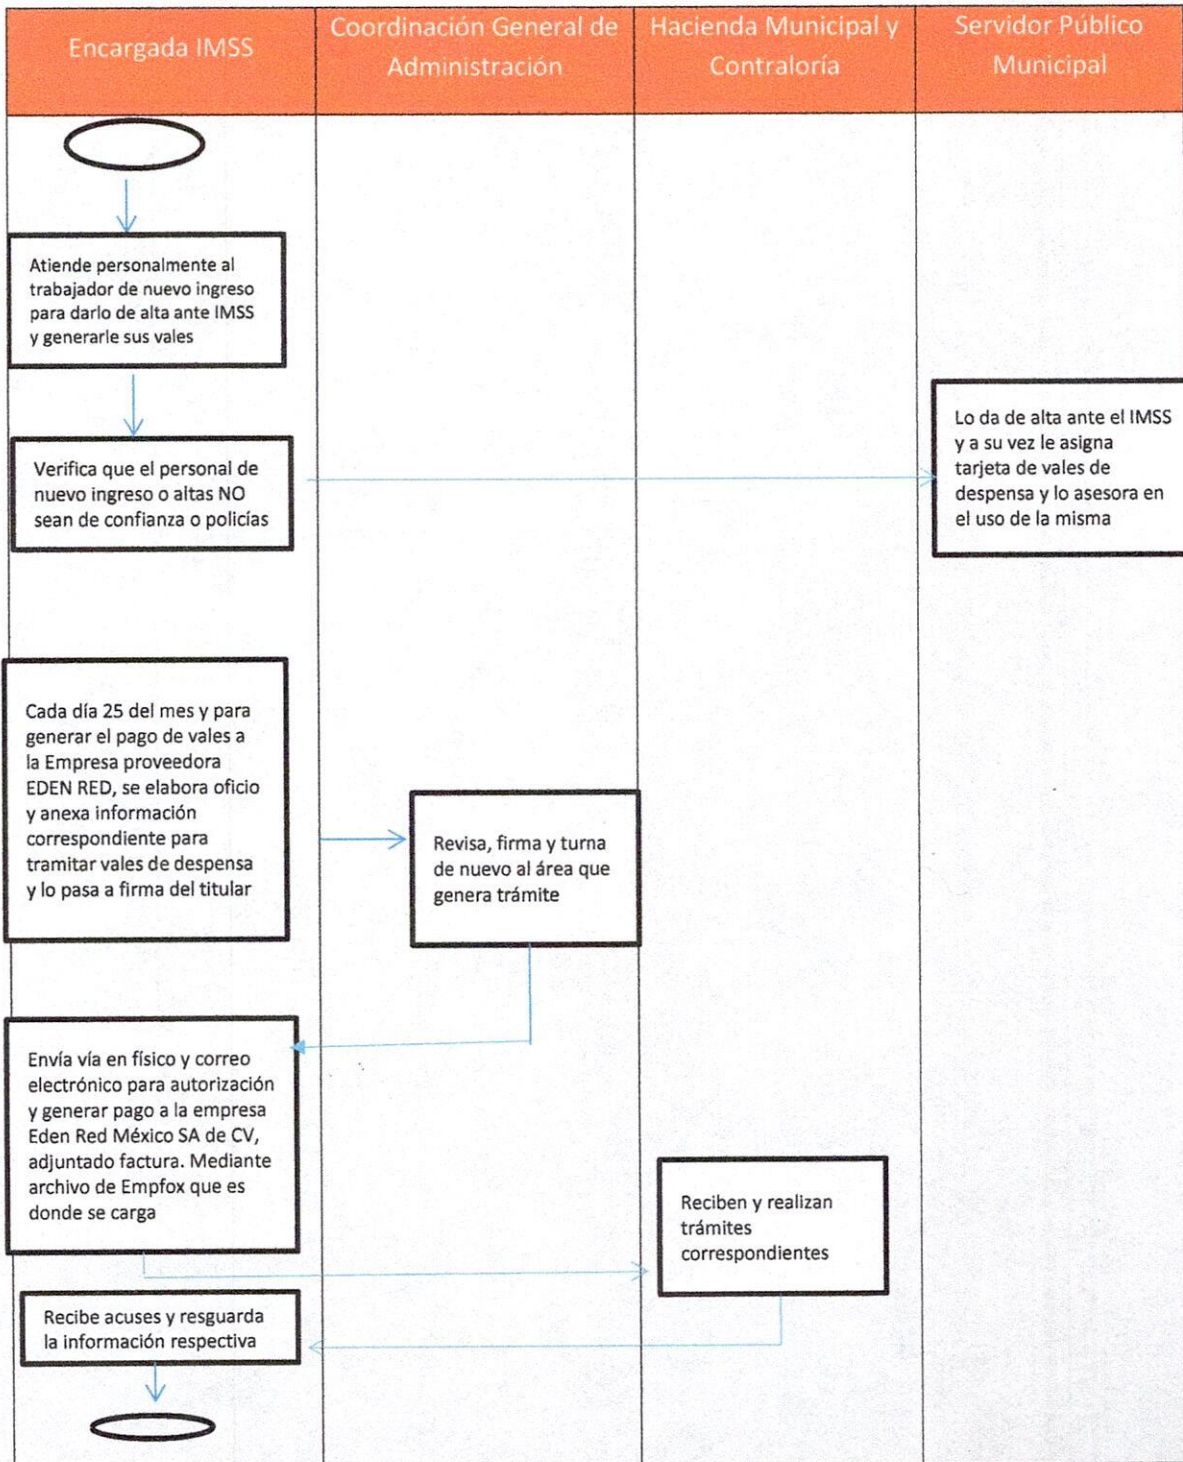 Encargada IMSS
Coordinación General de
Administración
Hacienda Municipal y
Contraloría
Servidor Público
Municipal
Atiende personalmente al
trabajador de nuevo ingreso
para darlo de alta ante IMSS
y generarle sus vales
Verifica que el personal de
nuevo ingreso o altas NO
sean de confianza o policías
Lo da de alta ante el IMSS
y a su vez le asigna
tarjeta de vales de
despensa y lo asesora en
el uso de la misma
Cada día 25 del mes y para
generar el pago de vales a
la Empresa proveedora
EDEN RED, se elabora oficio
y anexa información
correspondiente para
tramitar vales de despensa
y lo pasa a firma del titular
Revisa, firma y turna
de nuevo al área que
genera trámite
Envía vía en físico y correo
electrónico para autorización
y generar pago a la empresa
Eden Red México SA de CV,
adjuntado factura. Mediante
archivo de Empfox que es
donde se carga
Reciben y realizan
trámites
correspondientes
Recibe acuses y resguarda
la información respectiva